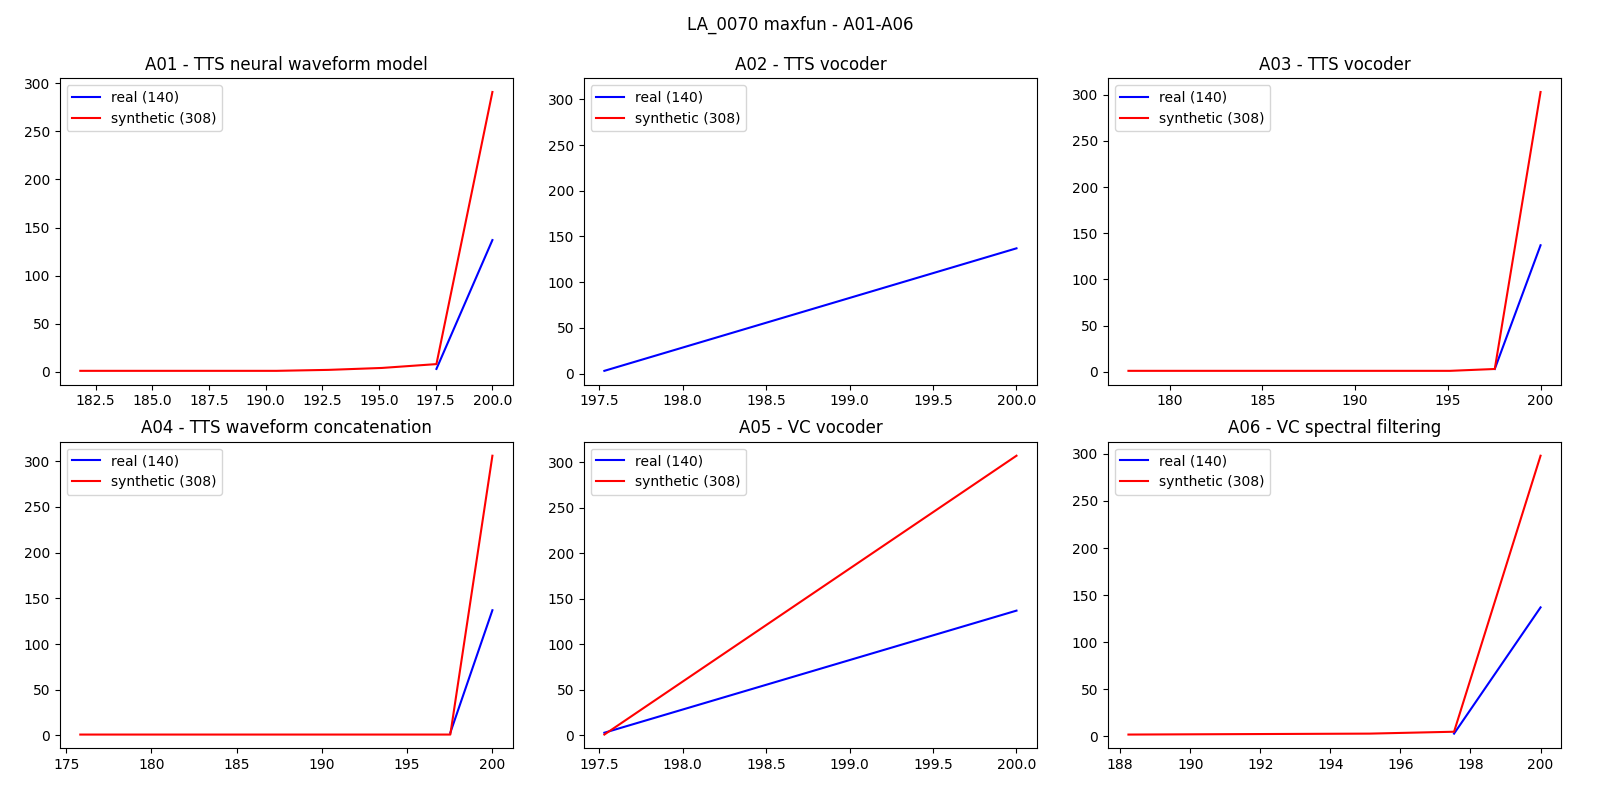 LA_0070 maxfun - A01-A06
A01 - TTS neural waveform model
300
250
200
150
100
50
0
real (140)
synthetic (308)
182.5 185.0 187.5 190.0 192.5 195.0 197.5 200.0
A02 - TTS vocoder
300
250
200
150
100
50
0
real (140)
synthetic (308)
197.5 198.0 198.5 199.0 199.5 200.0
A03 - TTS vocoder
300
250
200
150
100
50
0
real (140)
synthetic (308)
180 185 190 195 200
A04 - TTS waveform concatenation
300
250
200
150
100
50
0
real (140)
synthetic (308)
175 180 185 190 195 200
A05 - VC vocoder
300
250
200
150
100
50
0
real (140)
synthetic (308)
197.5 198.0 198.5 199.0 199.5 200.0
A06 - VC spectral filtering
300
250
200
150
100
50
0
real (140)
synthetic (308)
188 190 192 194 196 198 200